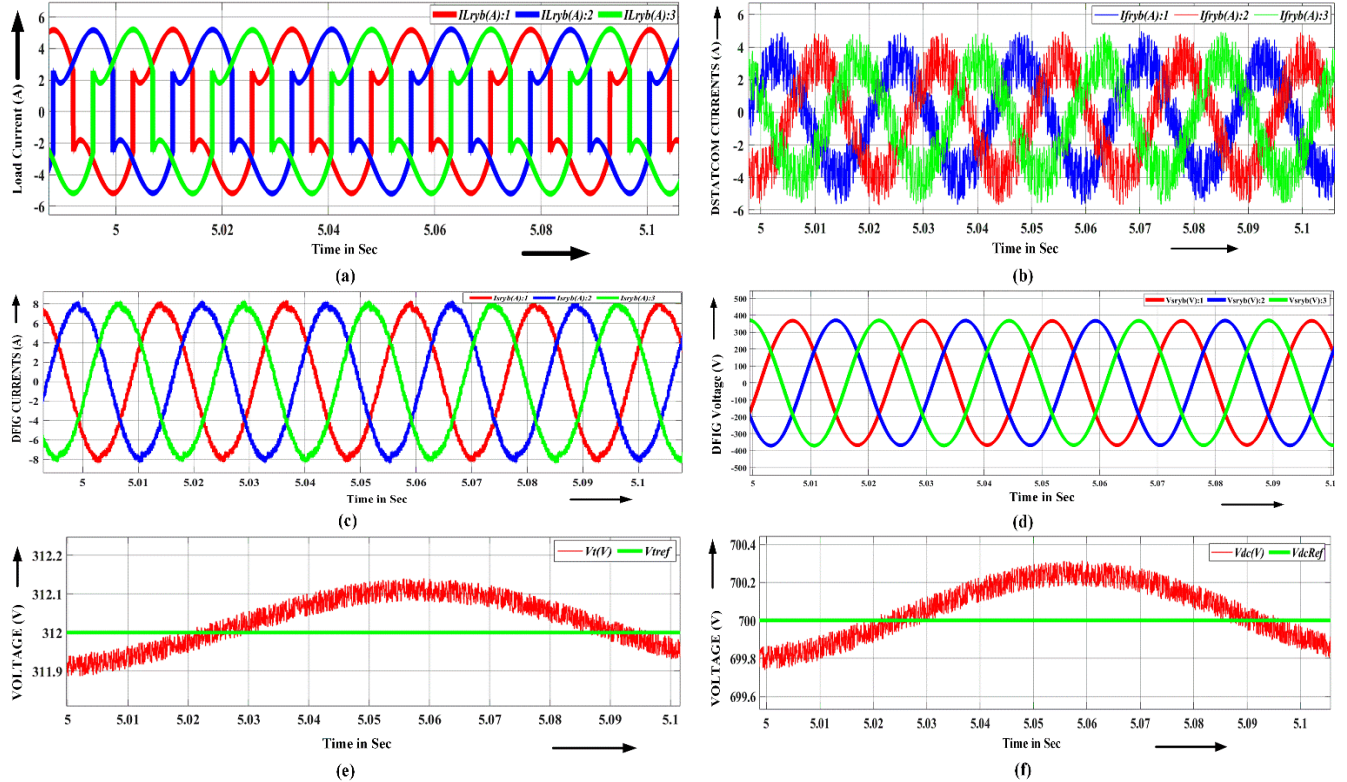 ILryb(A):1 ILryb(A):2 ILryb(A):3
Load Current (A)
6
4
2
0
-2
-4
-6
5 5.02 5.04 5.06 5.08 5.1
Time in Sec
(a)
Ifryb(A):1 Ifryb(A):2 Ifryb(A):3
DSTATCOM CURRENTS (A)
6
4
2
0
-2
-4
-6
5 5.01 5.02 5.03 5.04 5.05 5.06 5.07 5.08 5.09 5.1
Time in Sec
(b)
Isryb(A):1 Isryb(A):2 Isryb(A):3
DFIG CURRENTS (A)
8
6
4
2
0
-2
-4
-6
-8
5 5.01 5.02 5.03 5.04 5.05 5.06 5.07 5.08 5.09 5.1
Time in Sec
(c)
Vsryb(V):1 Vsryb(V):2 Vsryb(V):3
DFIG Voltage (V)
500
400
300
200
100
0
-100
-200
-300
-400
-500
5 5.01 5.02 5.03 5.04 5.05 5.06 5.07 5.08 5.09 5.1
Time in Sec
(d)
Vt(V) Vtref
VOLTAGE (V)
312.2
312.1
312
311.9
5 5.01 5.02 5.03 5.04 5.05 5.06 5.07 5.08 5.09 5.1
Time in Sec
(e)
Vdc(V) VdcRef
VOLTAGE (V)
700.4
700.2
700
699.8
699.6
5 5.01 5.02 5.03 5.04 5.05 5.06 5.07 5.08 5.09 5.1
Time in Sec
(f)